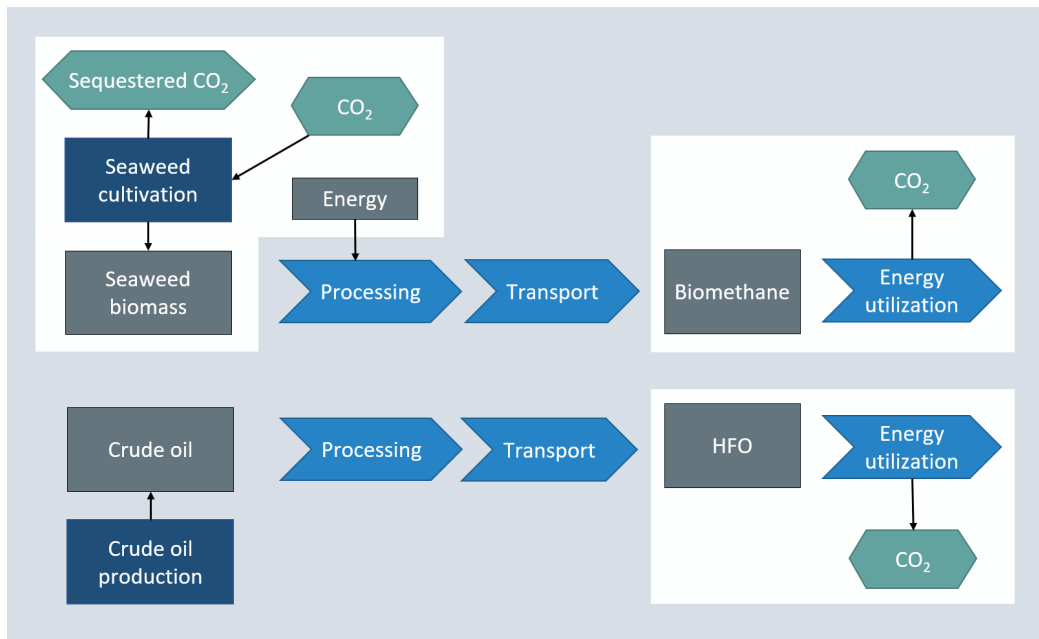 Sequestered CO₂
CO₂
Seaweed
cultivation
Energy
Seaweed
biomass
Processing
Transport
Biomethane
CO₂
Energy
utilization
Crude oil
Crude oil
production
Processing
Transport
HFO
Energy
utilization
CO₂